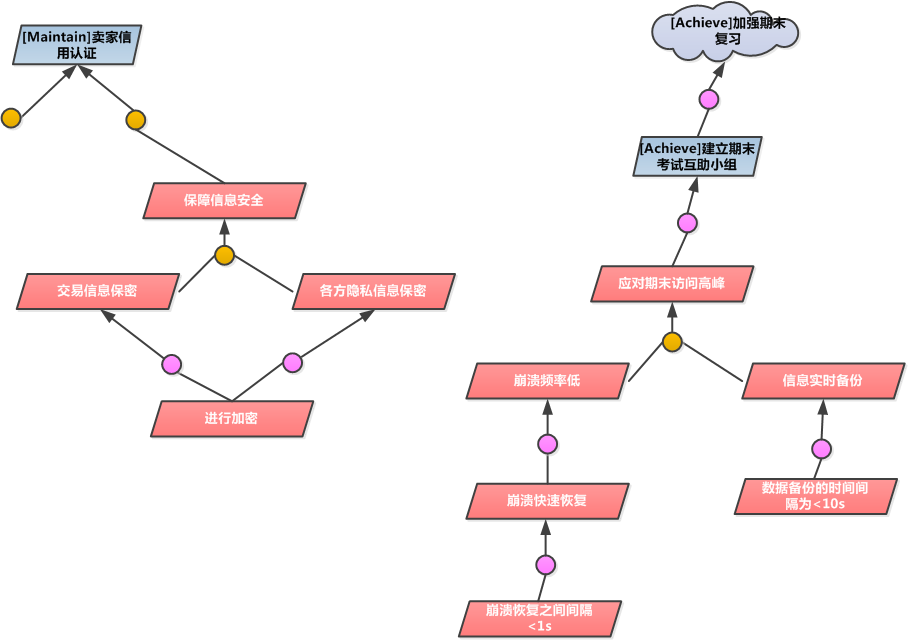 [Maintain]卖家信
用认证
保障信息安全
交易信息保密
各方隐私信息保密
进行加密
[Achieve]加强期末
复习
[Achieve]建立期末
考试互助小组
应对期末访问高峰
崩溃频率低
信息实时备份
崩溃快速恢复
数据备份的时间间
隔为<10s
崩溃恢复之间间隔
<1s